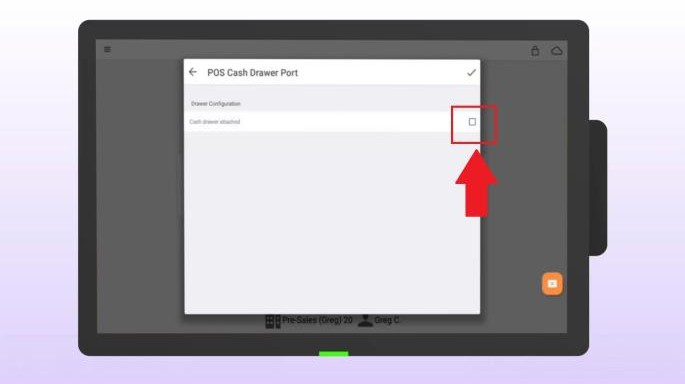 POS Cash Drawer Port
Drawer Configuration
Cash drawer attached
Pre-Sales (Greg) 20 Greg C.